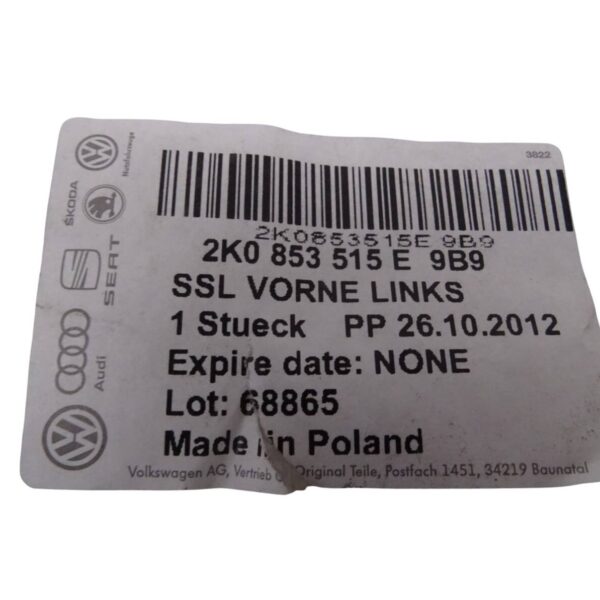 3822
2K0853515E 9B9
2K0 853 515 E 9B9
SSL VORNE LINKS
1 Stueck PP 26.10.2012
Expire date: NONE
Lot: 68865
Made in Poland
Volkswagen AG, Vertrieb Original Teile, Postfach 1451, 34219 Baunatal
Nutzfahrzeuge
ŠKODA
SEAT
Audi